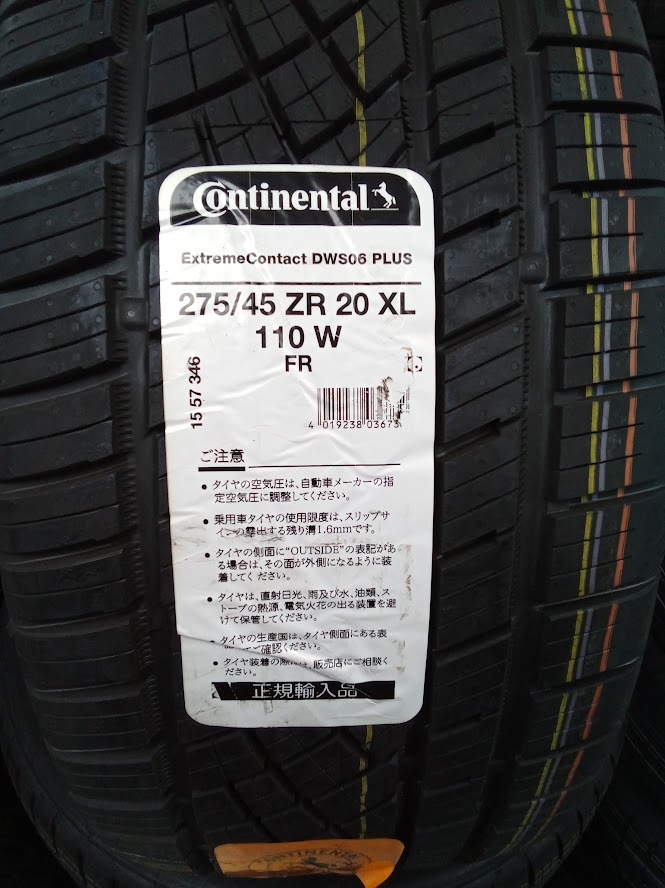 Continental
ExtremeContact DWS06 PLUS
275/45 ZR 20 XL
110 W
FR
15 57 346
4 019238 03673
ご注意
• タイヤの空気圧は、自動車メーカーの指
定空気圧に調整してください。
• 乗用車タイヤの使用限度は、スリップサ
インの露出する残り溝1.6mmです。
• タイヤの側面に“OUTSIDE”の表記があ
る場合は、その面が外側になるように装
着してください。
• タイヤは、直射日光、雨及び水、油類、ス
トーブの熱源、電気火花の出る装置を避
けて保管してください。
• タイヤの生産国は、タイヤ側面にある表
ご確認ください。
• タイヤ装着の際には、販売店にご相談く
ださい。
正規輸入品
CONTINENTAL